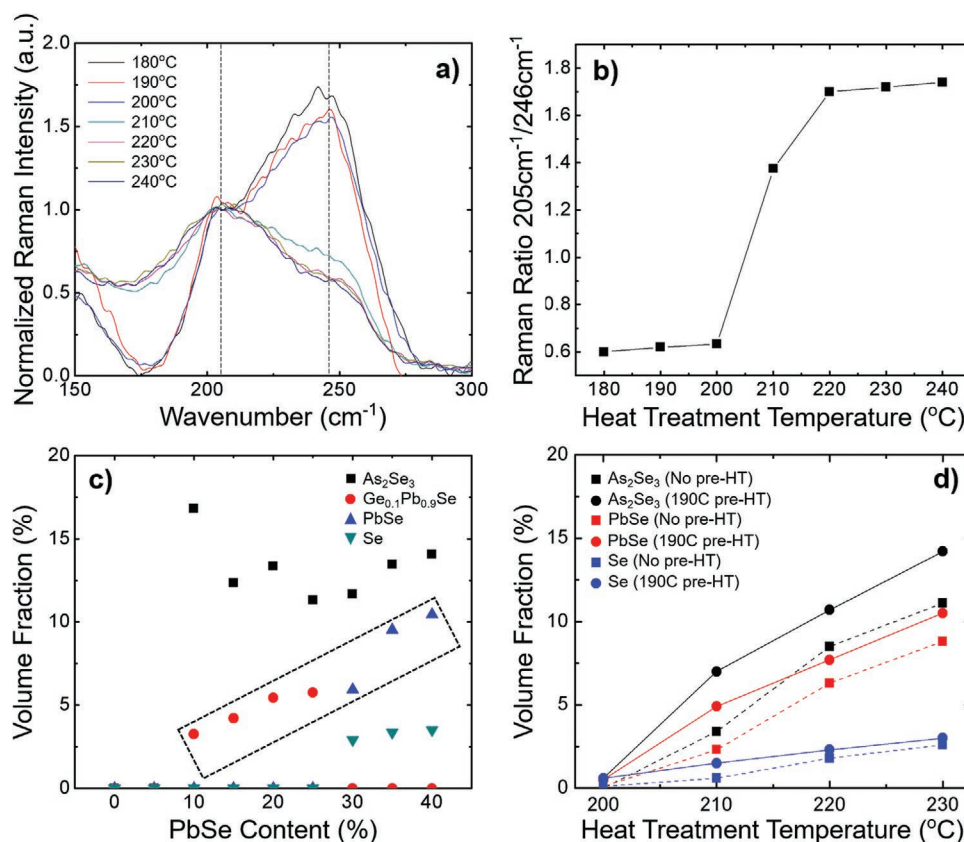 a)
Normalized Raman Intensity (a.u.)
2.0
1.5
1.0
0.5
0.0
180°C
190°C
200°C
210°C
220°C
230°C
240°C
150 200 250 300
Wavenumber (cm⁻¹)
b)
Raman Ratio 205cm⁻¹/246cm⁻¹
1.8
1.6
1.4
1.2
1.0
0.8
0.6
180 190 200 210 220 230 240
Heat Treatment Temperature (°C)
c)
Volume Fraction (%)
20
15
10
5
0
As₂Se₃
Ge₀.₁Pb₀.₉Se
PbSe
Se
0 10 20 30 40
PbSe Content (%)
d)
Volume Fraction (%)
20
15
10
5
0
As₂Se₃ (No pre-HT)
As₂Se₃ (190C pre-HT)
PbSe (No pre-HT)
PbSe (190C pre-HT)
Se (No pre-HT)
Se (190C pre-HT)
200 210 220 230
Heat Treatment Temperature (°C)